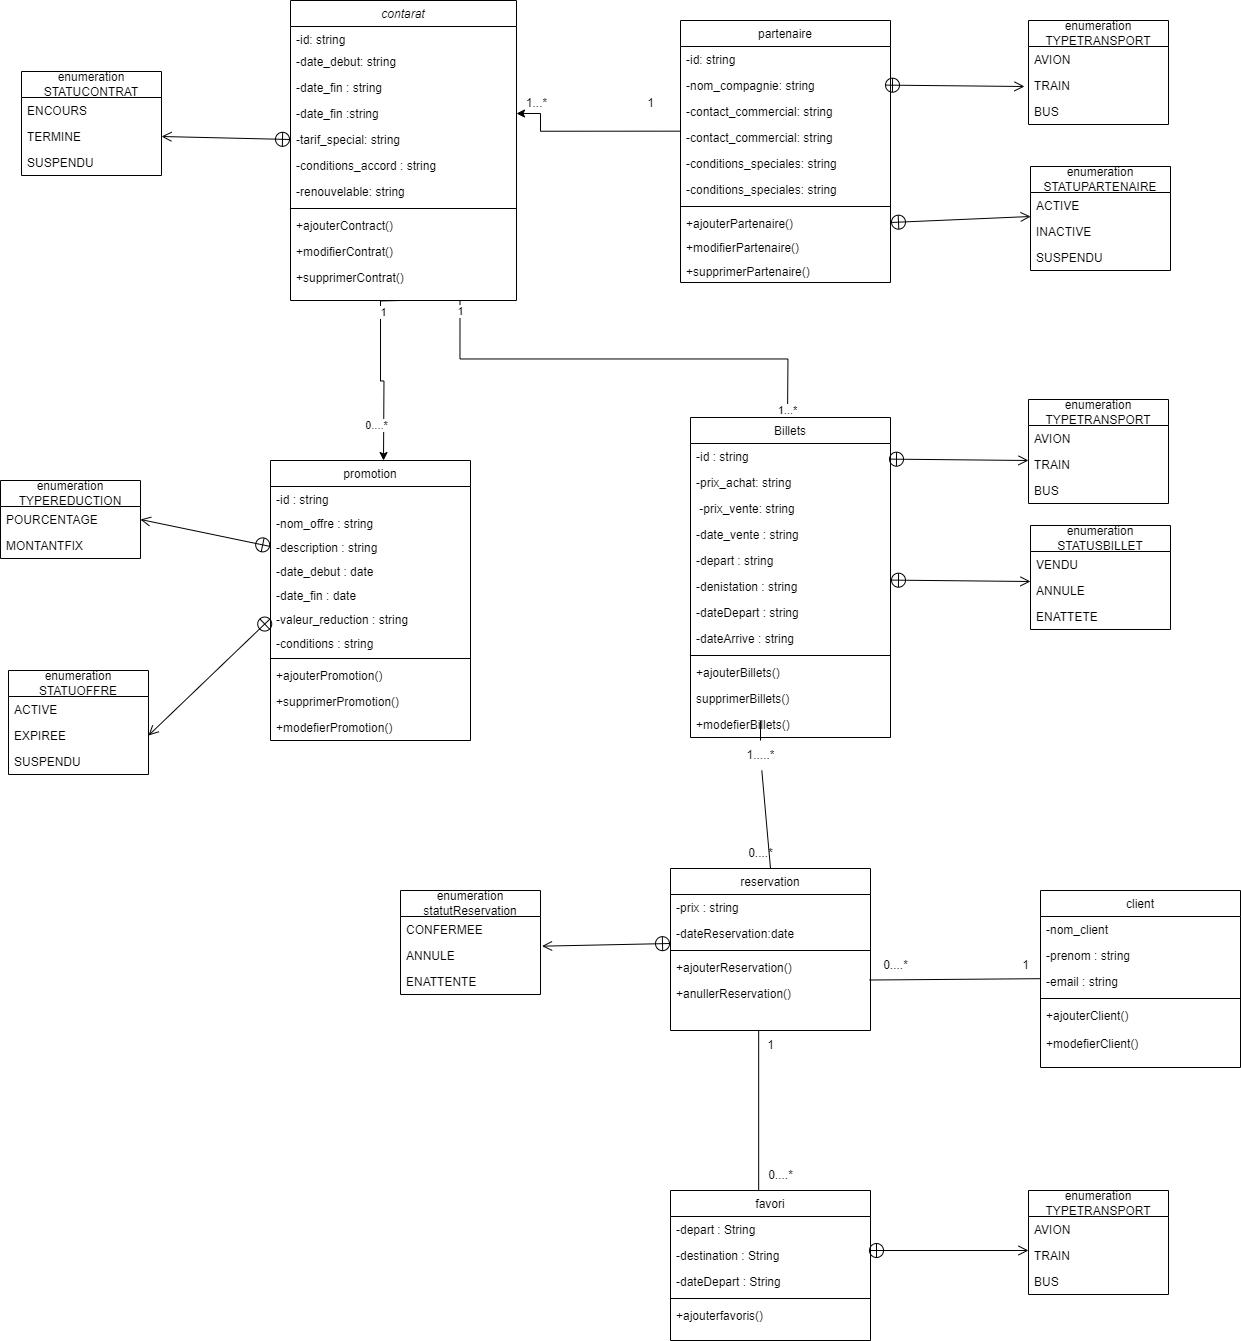 contarat
-id: string
-date_debut: string
-date_fin : string
-date_fin :string
-tarif_special: string
-conditions_accord : string
-renouvelable: string
+ajouterContract()
+modifierContrat()
+supprimerContrat()
enumeration
STATUCONTRAT
ENCOURS
TERMINE
SUSPENDU
1...*
1
partenaire
-id: string
-nom_compagnie: string
-contact_commercial: string
-contact_commercial: string
-conditions_speciales: string
-conditions_speciales: string
+ajouterPartenaire()
+modifierPartenaire()
+supprimerPartenaire()
enumeration
TYPETRANSPORT
AVION
TRAIN
BUS
enumeration
STATUPARTENAIRE
ACTIVE
INACTIVE
SUSPENDU
1
1
0....*
1...*
promotion
-id : string
-nom_offre : string
-description : string
-date_debut : date
-date_fin : date
-valeur_reduction : string
-conditions : string
+ajouterPromotion()
+supprimerPromotion()
+modefierPromotion()
enumeration
TYPEREDUCTION
POURCENTAGE
MONTANTFIX
enumeration
STATUOFFRE
ACTIVE
EXPIREE
SUSPENDU
Billets
-id : string
-prix_achat: string
-prix_vente: string
-date_vente : string
-depart : string
-denistation : string
-dateDepart : string
-dateArrive : string
+ajouterBillets()
supprimerBillets()
+modefierBillets()
enumeration
TYPETRANSPORT
AVION
TRAIN
BUS
enumeration
STATUSBILLET
VENDU
ANNULE
ENATTETE
1.....*
0....*
reservation
-prix : string
-dateReservation:date
+ajouterReservation()
+anullerReservation()
enumeration
statutReservation
CONFERMEE
ANNULE
ENATTENTE
0....*
1
client
-nom_client
-prenom : string
-email : string
+ajouterClient()
+modefierClient()
1
0....*
favori
-depart : String
-destination : String
-dateDepart : String
+ajouterfavoris()
enumeration
TYPETRANSPORT
AVION
TRAIN
BUS